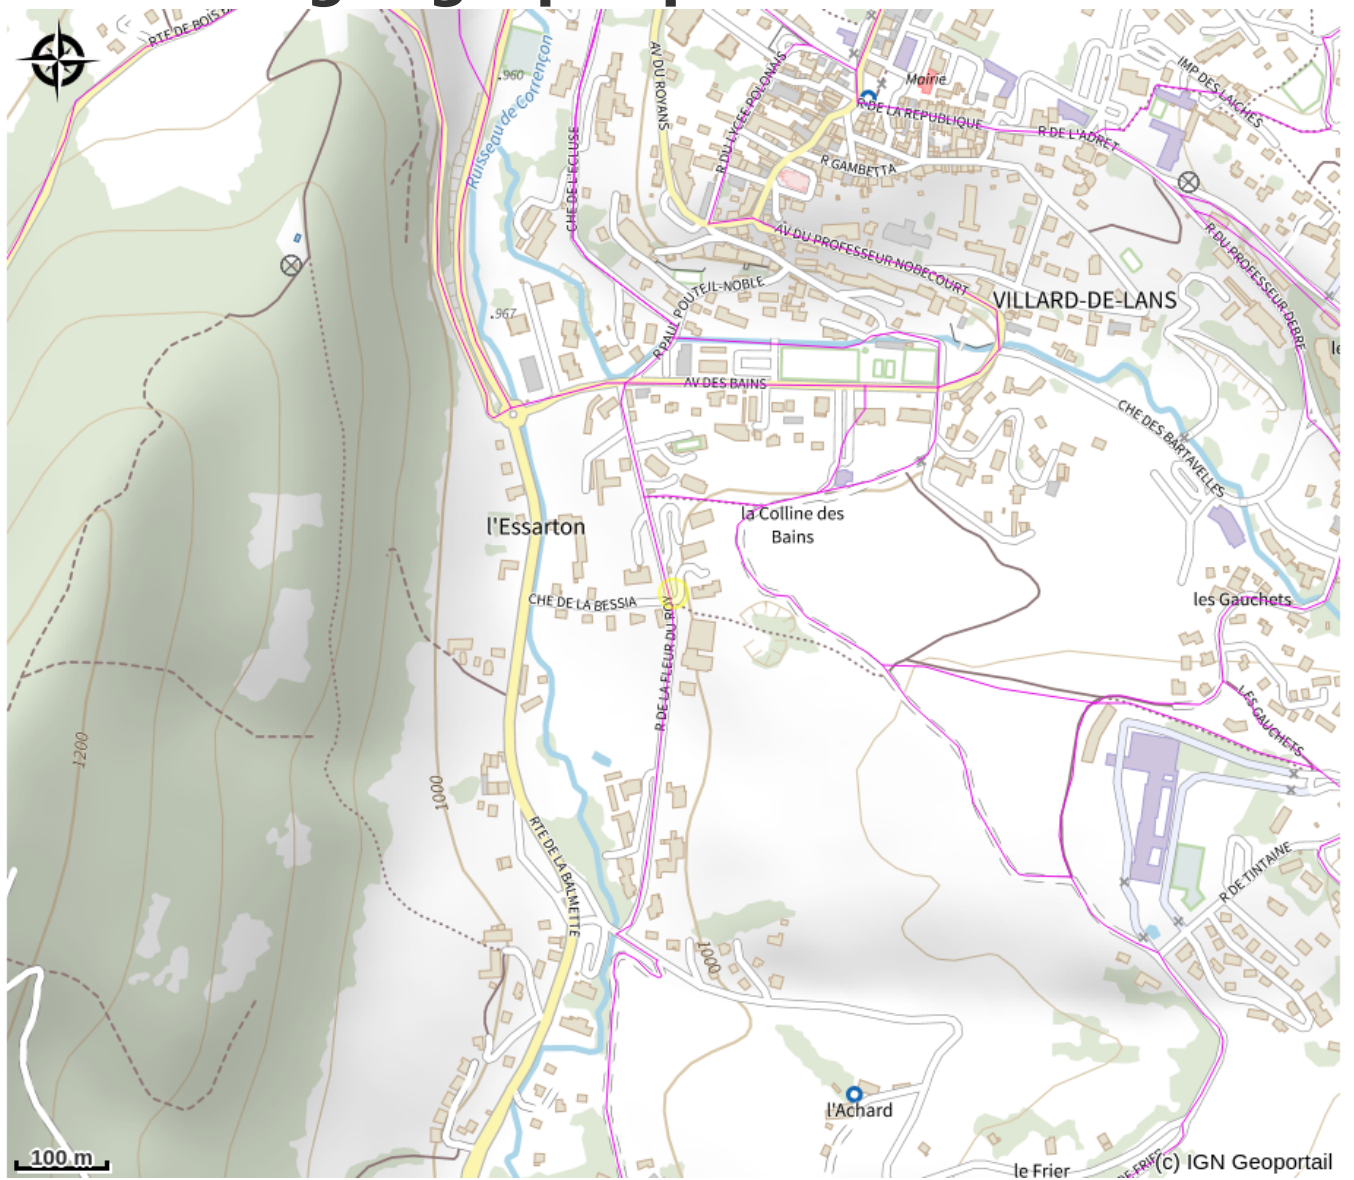 RTE DE BOIS
.960
Ruisseau de Corrençon
AV DU ROYANS
R DU LYCEE POLONAIS
Mairie
IMP DES LAICHES
R DE LA REPUBLIQUE
R DE L'ADRET
R GAMBETTA
CHE DE L'ECLUSE
AV DU PROFESSEUR NOBECOURT
R DU PROFESSEUR DEBRE
R PAUL POUTEIL-NOBLE
VILLARD-DE-LANS
.967
le
AV DES BAINS
CHE DES BARTAVELLES
l'Essarton
la Colline des
Bains
CHE DE LA BESSIA
les Gauchets
R DE LA FLEUR DU ROY
LES GAUCHETS
1200
1000
RTE DE LA BALMETTE
R DE TINTAINE
1000
l'Achard
100 m
le Frier
(c) IGN Geoportail